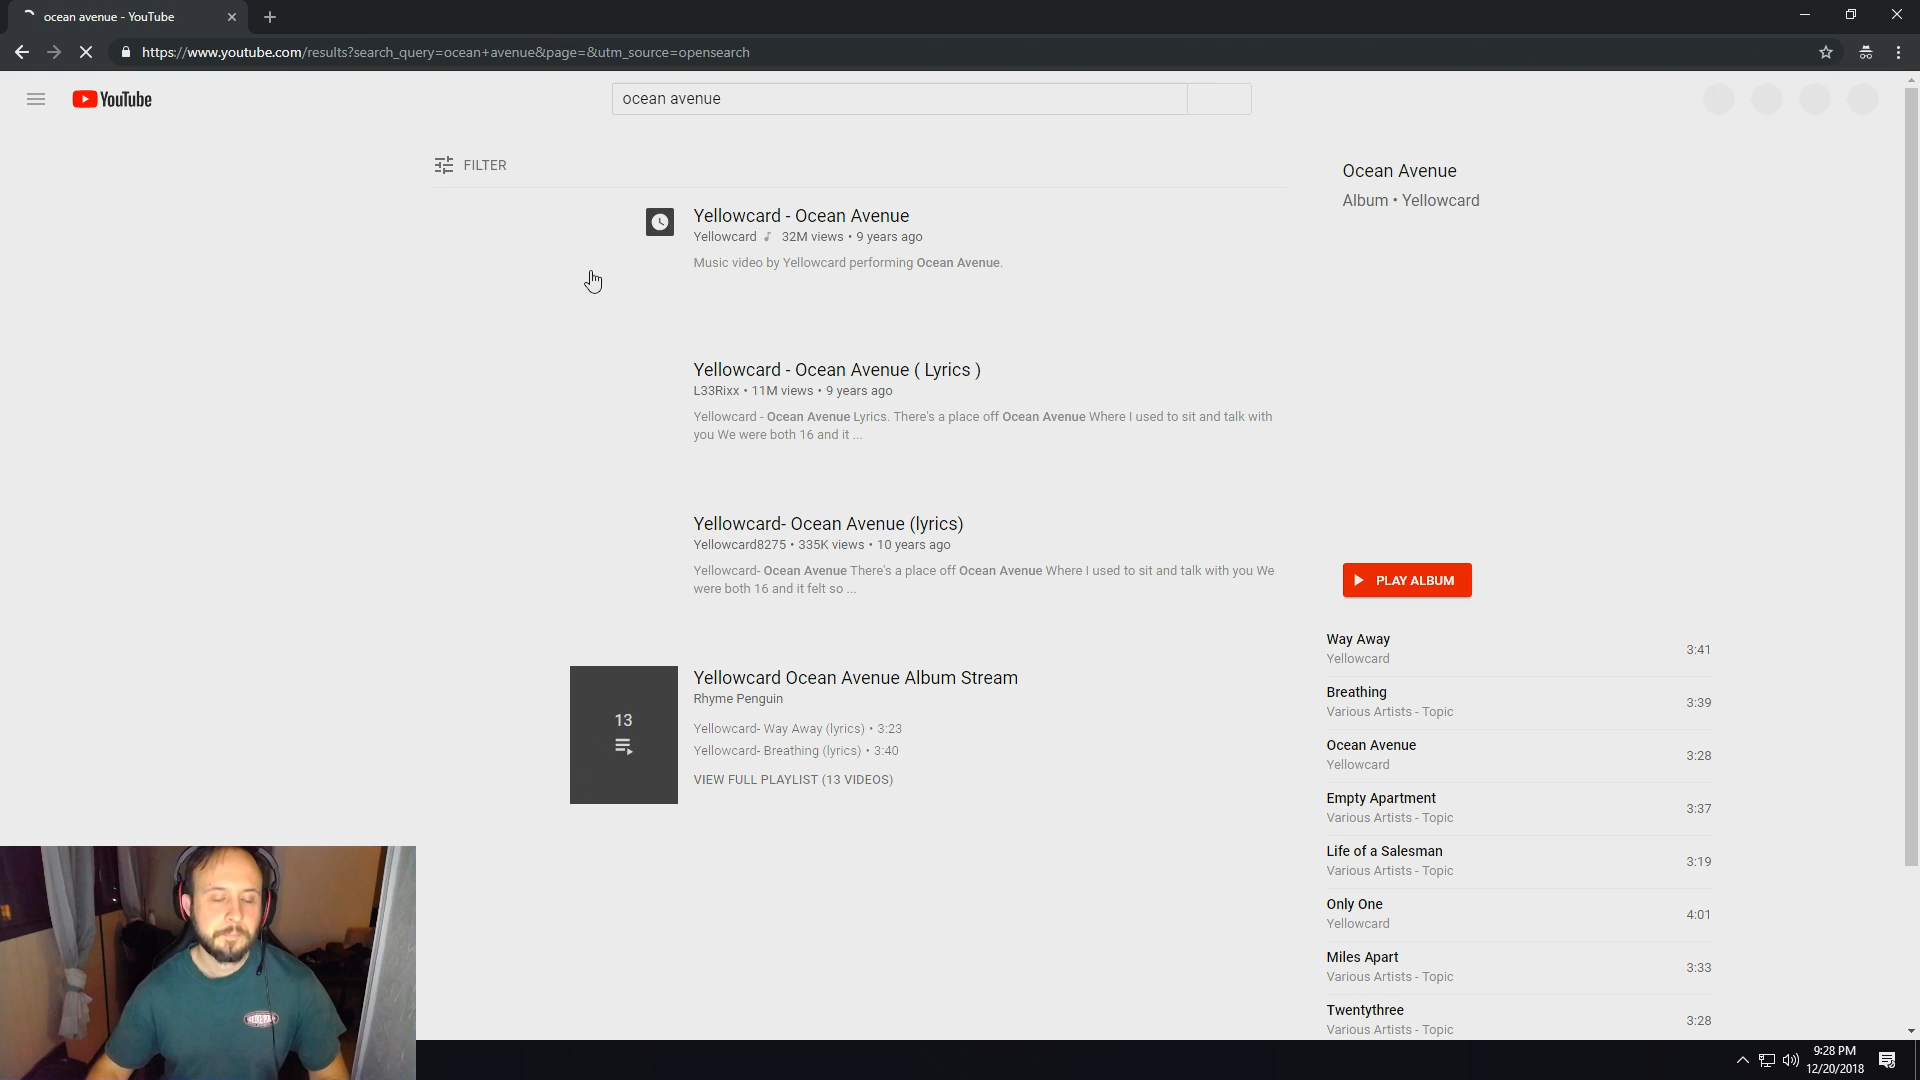 ocean avenue - YouTube
https://www.youtube.com/results?search_query=ocean+avenue&page=&utm_source=opensearch
YouTube
ocean avenue
FILTER
Yellowcard - Ocean Avenue
Yellowcard 32M views • 9 years ago
Music video by Yellowcard performing Ocean Avenue.
Yellowcard - Ocean Avenue ( Lyrics )
L33Rixx • 11M views • 9 years ago
Yellowcard - Ocean Avenue Lyrics. There's a place off Ocean Avenue Where I used to sit and talk with
you We were both 16 and it ...
Yellowcard- Ocean Avenue (lyrics)
Yellowcard8275 • 335K views • 10 years ago
Yellowcard- Ocean Avenue There's a place off Ocean Avenue Where I used to sit and talk with you We
were both 16 and it felt so ...
13
Yellowcard Ocean Avenue Album Stream
Rhyme Penguin
Yellowcard- Way Away (lyrics) • 3:23
Yellowcard- Breathing (lyrics) • 3:40
VIEW FULL PLAYLIST (13 VIDEOS)
Ocean Avenue
Album • Yellowcard
PLAY ALBUM
Way Away
Yellowcard
3:41
Breathing
Various Artists - Topic
3:39
Ocean Avenue
Yellowcard
3:28
Empty Apartment
Various Artists - Topic
3:37
Life of a Salesman
Various Artists - Topic
3:19
Only One
Yellowcard
4:01
Miles Apart
Various Artists - Topic
3:33
Twentythree
Various Artists - Topic
3:28
9:28 PM
12/20/2018